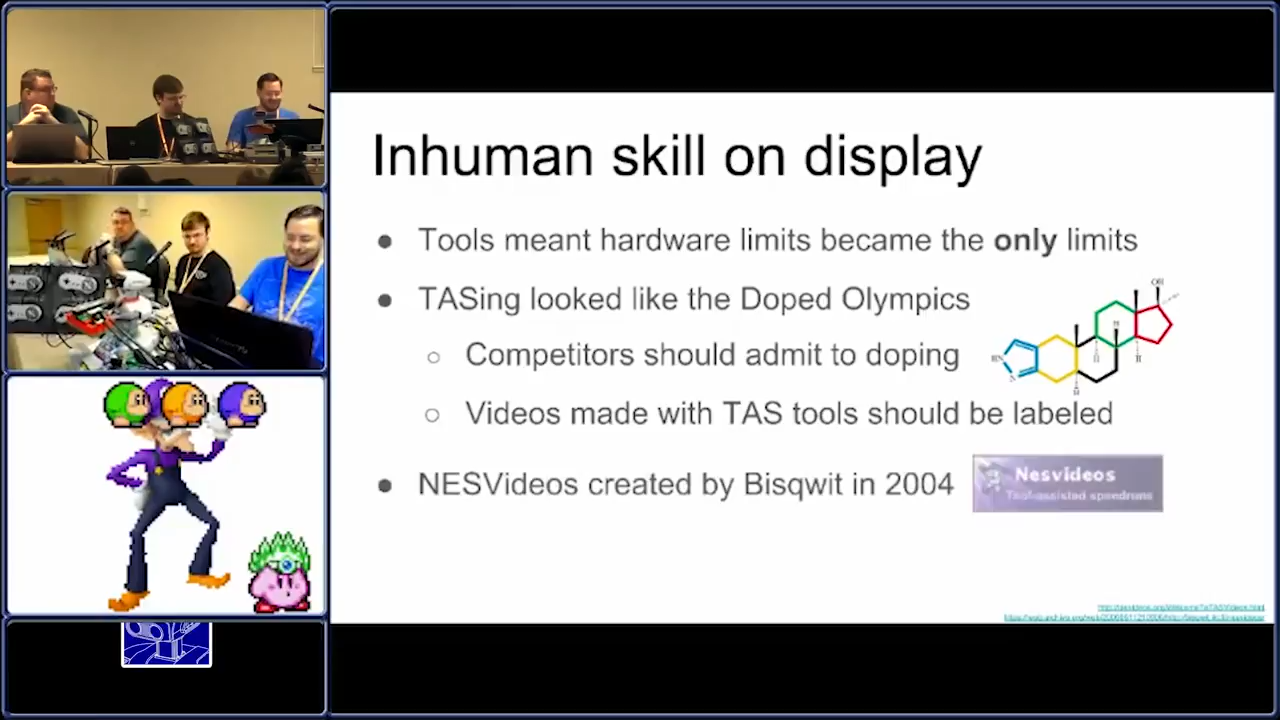 Inhuman skill on display
● Tools meant hardware limits became the only limits
● TASing looked like the Doped Olympics
○ Competitors should admit to doping
○ Videos made with TAS tools should be labeled
● NESVideos created by Bisqwit in 2004
Nesvideos
Tool-assisted speedruns
OH
H
H
H
H
HN
N